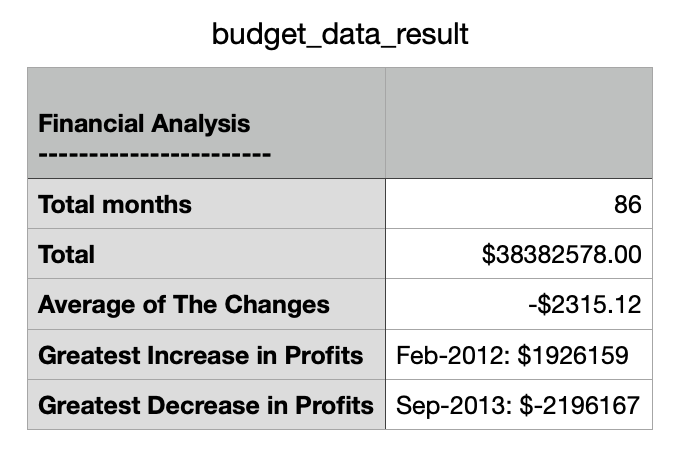 budget_data_result
Financial Analysis
-----------------------
Total months 86
Total $38382578.00
Average of The Changes -$2315.12
Greatest Increase in Profits Feb-2012: $1926159
Greatest Decrease in Profits Sep-2013: $-2196167